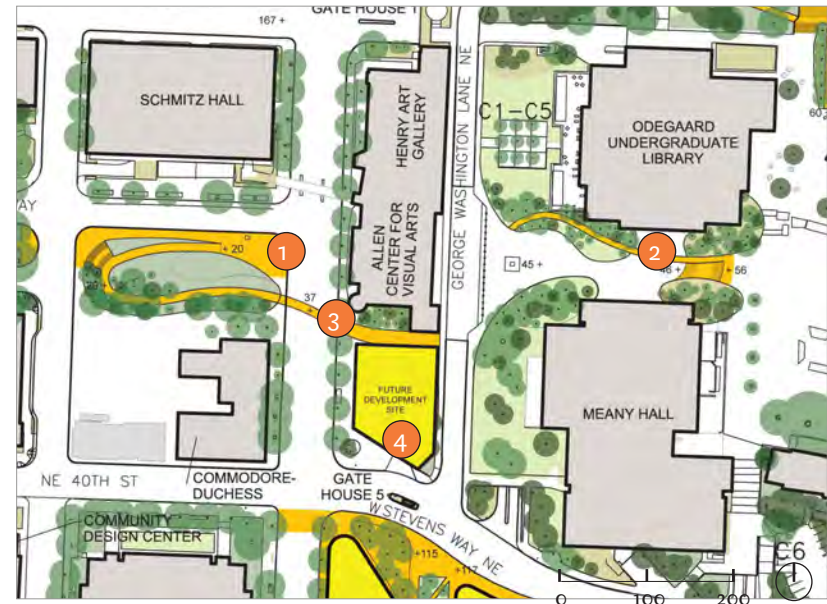 GATE HOUSE 1
167 +
SCHMITZ HALL
HENRY ART
GALLERY
ALLEN
CENTER FOR
VISUAL ARTS
GEORGE WASHINGTON LANE NE
C1-C5
ODEGAARD
UNDERGRADUATE
LIBRARY
60
AY
+ 20
1
2
45 +
46 +
+ 56
37
3
FUTURE
DEVELOPMENT
SITE
4
MEANY HALL
NE 40TH ST
COMMODORE-
DUCHESS
GATE
HOUSE 5
W STEVENS WAY NE
COMMUNITY
DESIGN CENTER
+115
+117
C6
0 100 200